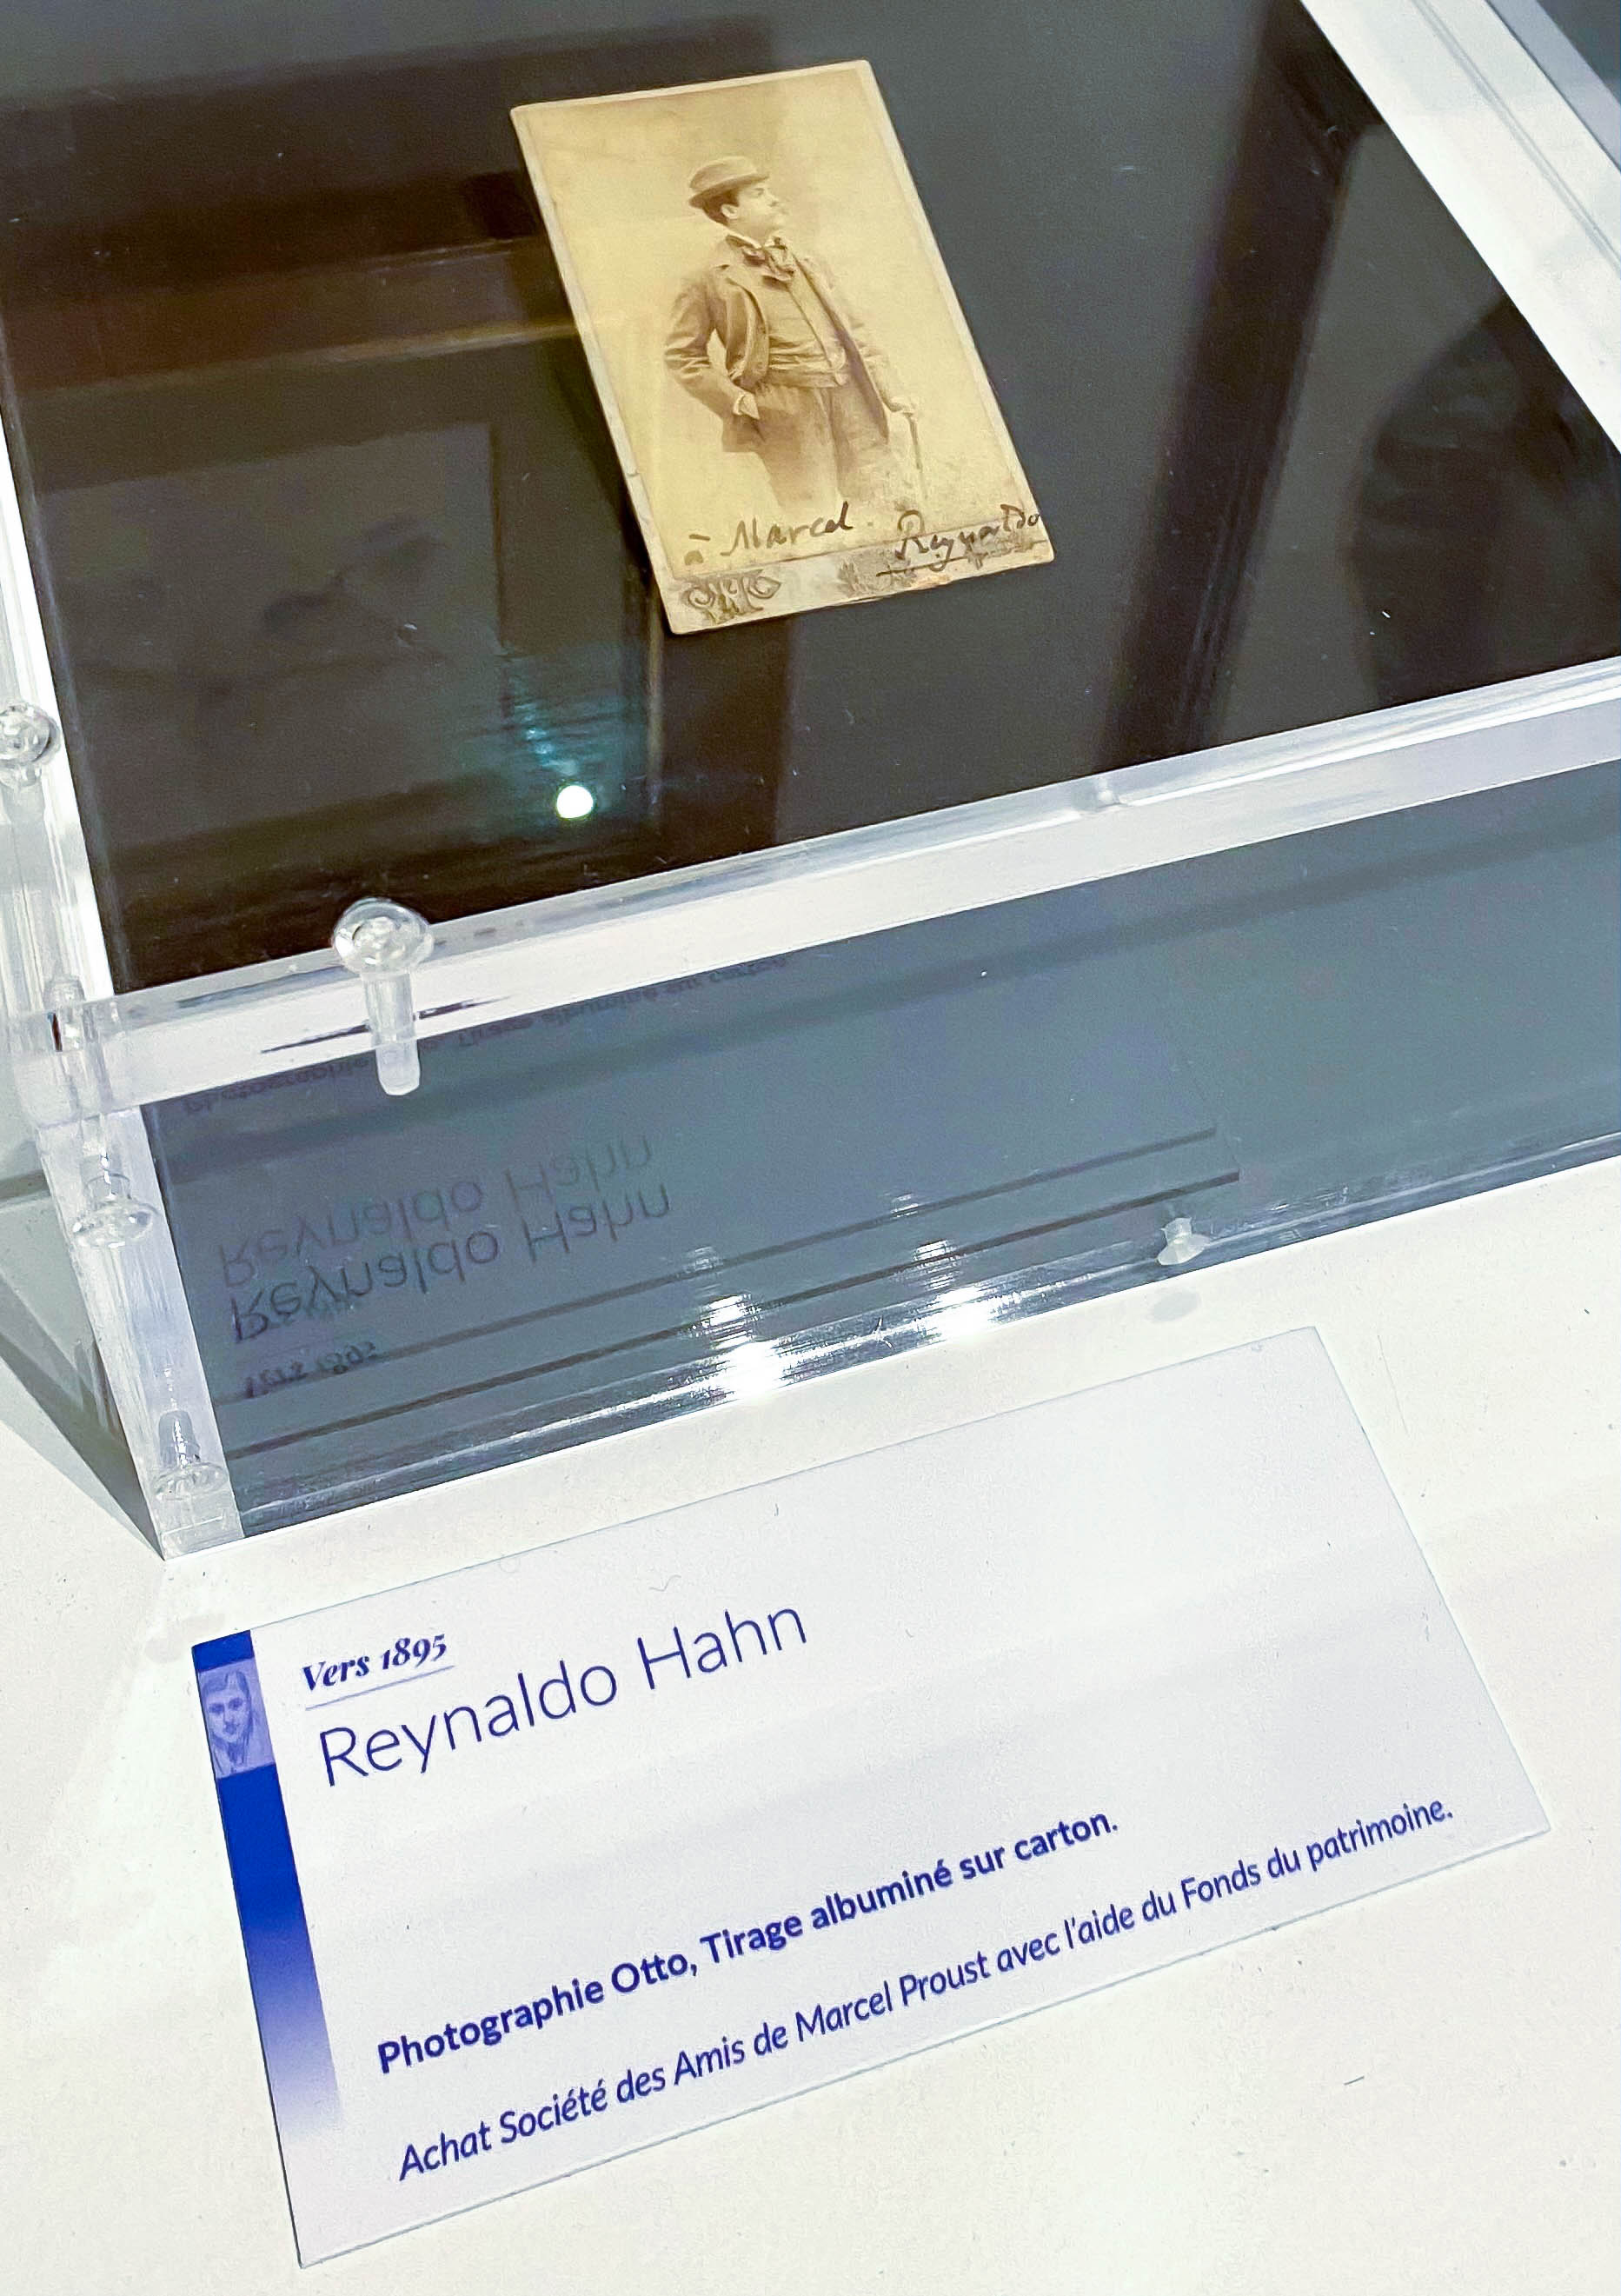 à Marcel. Reynaldo
Otto
Vers 1895
Reynaldo Hahn
Photographie Otto, Tirage albuminé sur carton.
Achat Société des Amis de Marcel Proust avec l'aide du Fonds du patrimoine.